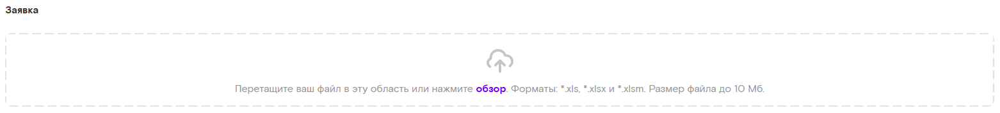 Заявка
Перетащите ваш файл в эту область или нажмите обзор. Форматы: *.xls, *.xlsx и *.xlsm. Размер файла до 10 Мб.